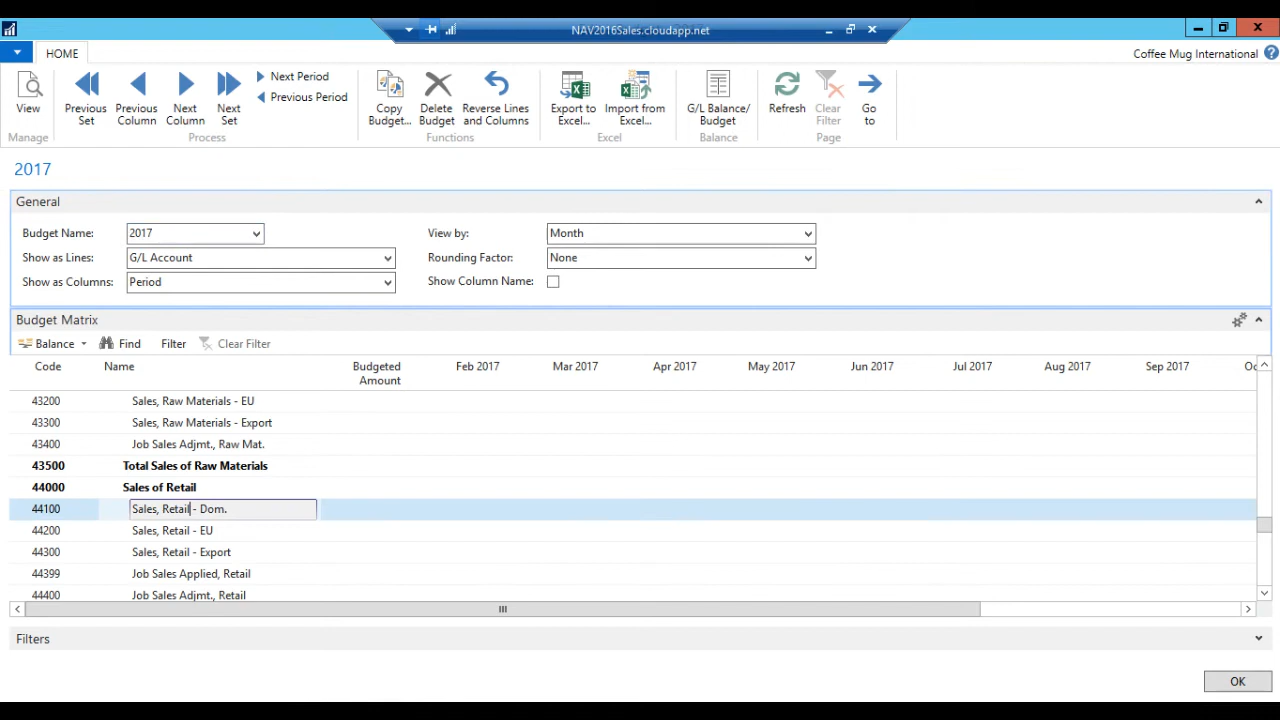 NAV2016Sales.cloudapp.net
HOME
Coffee Mug International
View
Manage
Previous Set
Previous Column
Next Column
Next Set
Next Period
Previous Period
Process
Copy Budget...
Delete Budget
Reverse Lines and Columns
Functions
Export to Excel...
Import from Excel...
Excel
G/L Balance/ Budget
Balance
Refresh
Clear Filter
Go to
Page
2017
General
Budget Name: 2017
View by: Month
Show as Lines: G/L Account
Rounding Factor: None
Show as Columns: Period
Show Column Name:
Budget Matrix
Balance Find Filter Clear Filter
Code Name Budgeted Amount Feb 2017 Mar 2017 Apr 2017 May 2017 Jun 2017 Jul 2017 Aug 2017 Sep 2017
43200 Sales, Raw Materials - EU
43300 Sales, Raw Materials - Export
43400 Job Sales Adjmt., Raw Mat.
43500 Total Sales of Raw Materials
44000 Sales of Retail
44100 Sales, Retail - Dom.
44200 Sales, Retail - EU
44300 Sales, Retail - Export
44399 Job Sales Applied, Retail
44400 Job Sales Adjmt., Retail
Filters
OK